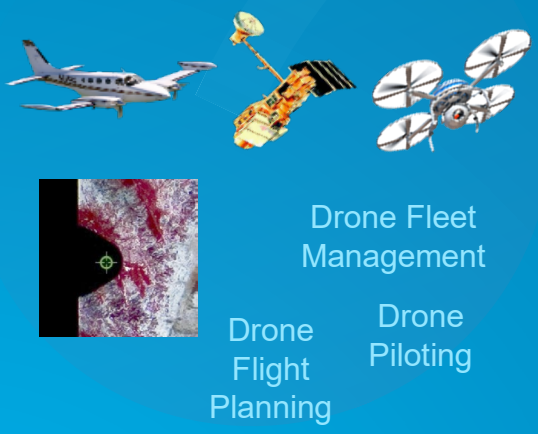 Drone Fleet
Management
Drone
Piloting
Drone
Flight
Planning